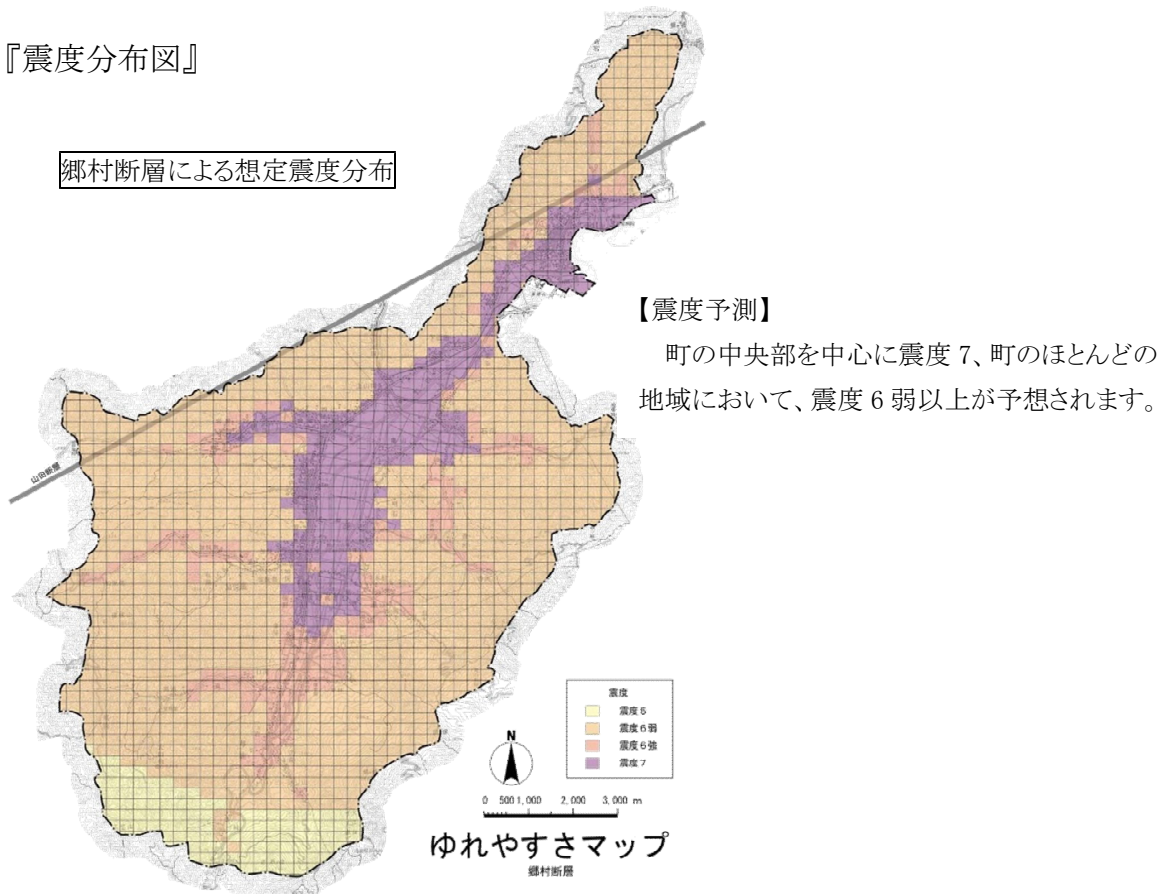 『震度分布図』
郷村断層による想定震度分布
【震度予測】
町の中央部を中心に震度 7、町のほとんどの
地域において、震度 6 弱以上が予想されます。
山田断層
震度
震度5
震度6弱
震度6強
震度7
N
0 500 1,000 2,000 3,000 m
ゆれやすさマップ
郷村断層